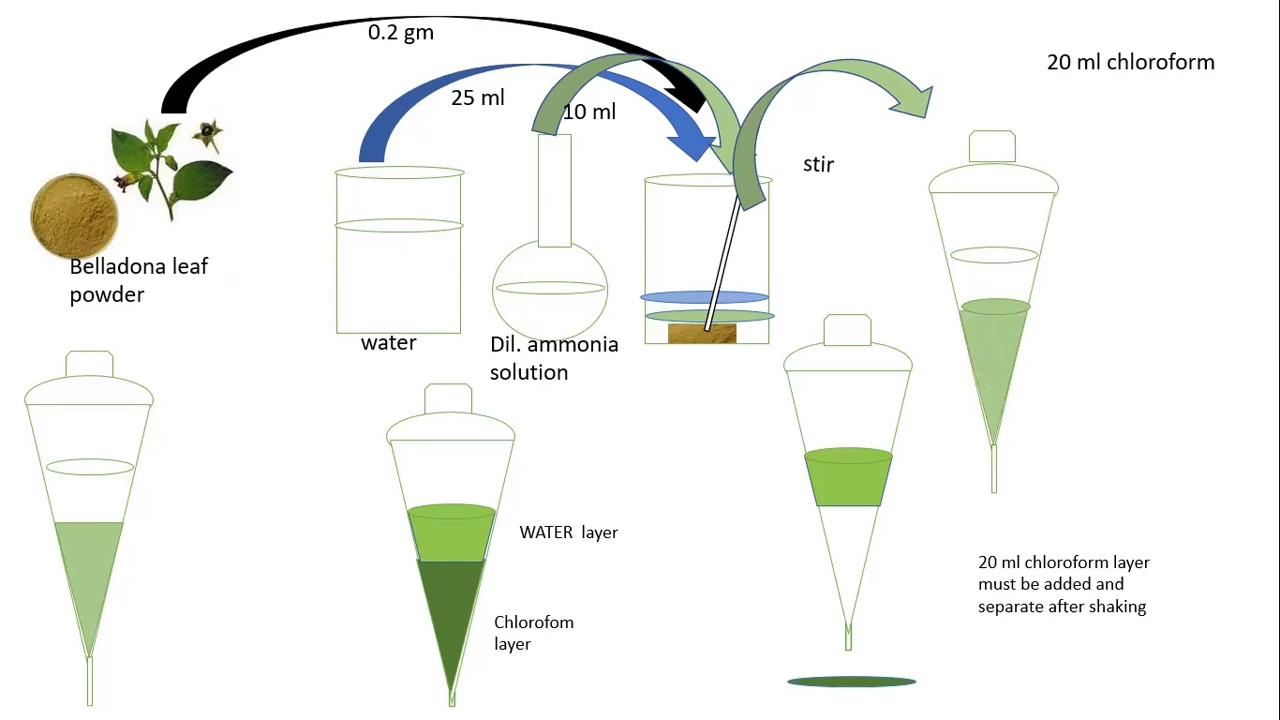 0.2 gm
20 ml chloroform
25 ml
10 ml
stir
Belladona leaf
powder
water
Dil. ammonia
solution
WATER layer
20 ml chloroform layer
must be added and
separate after shaking
Chlorofom
layer